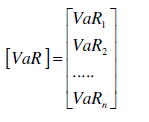 [VaR] = [VaR₁
VaR₂
.....
VaRₙ]